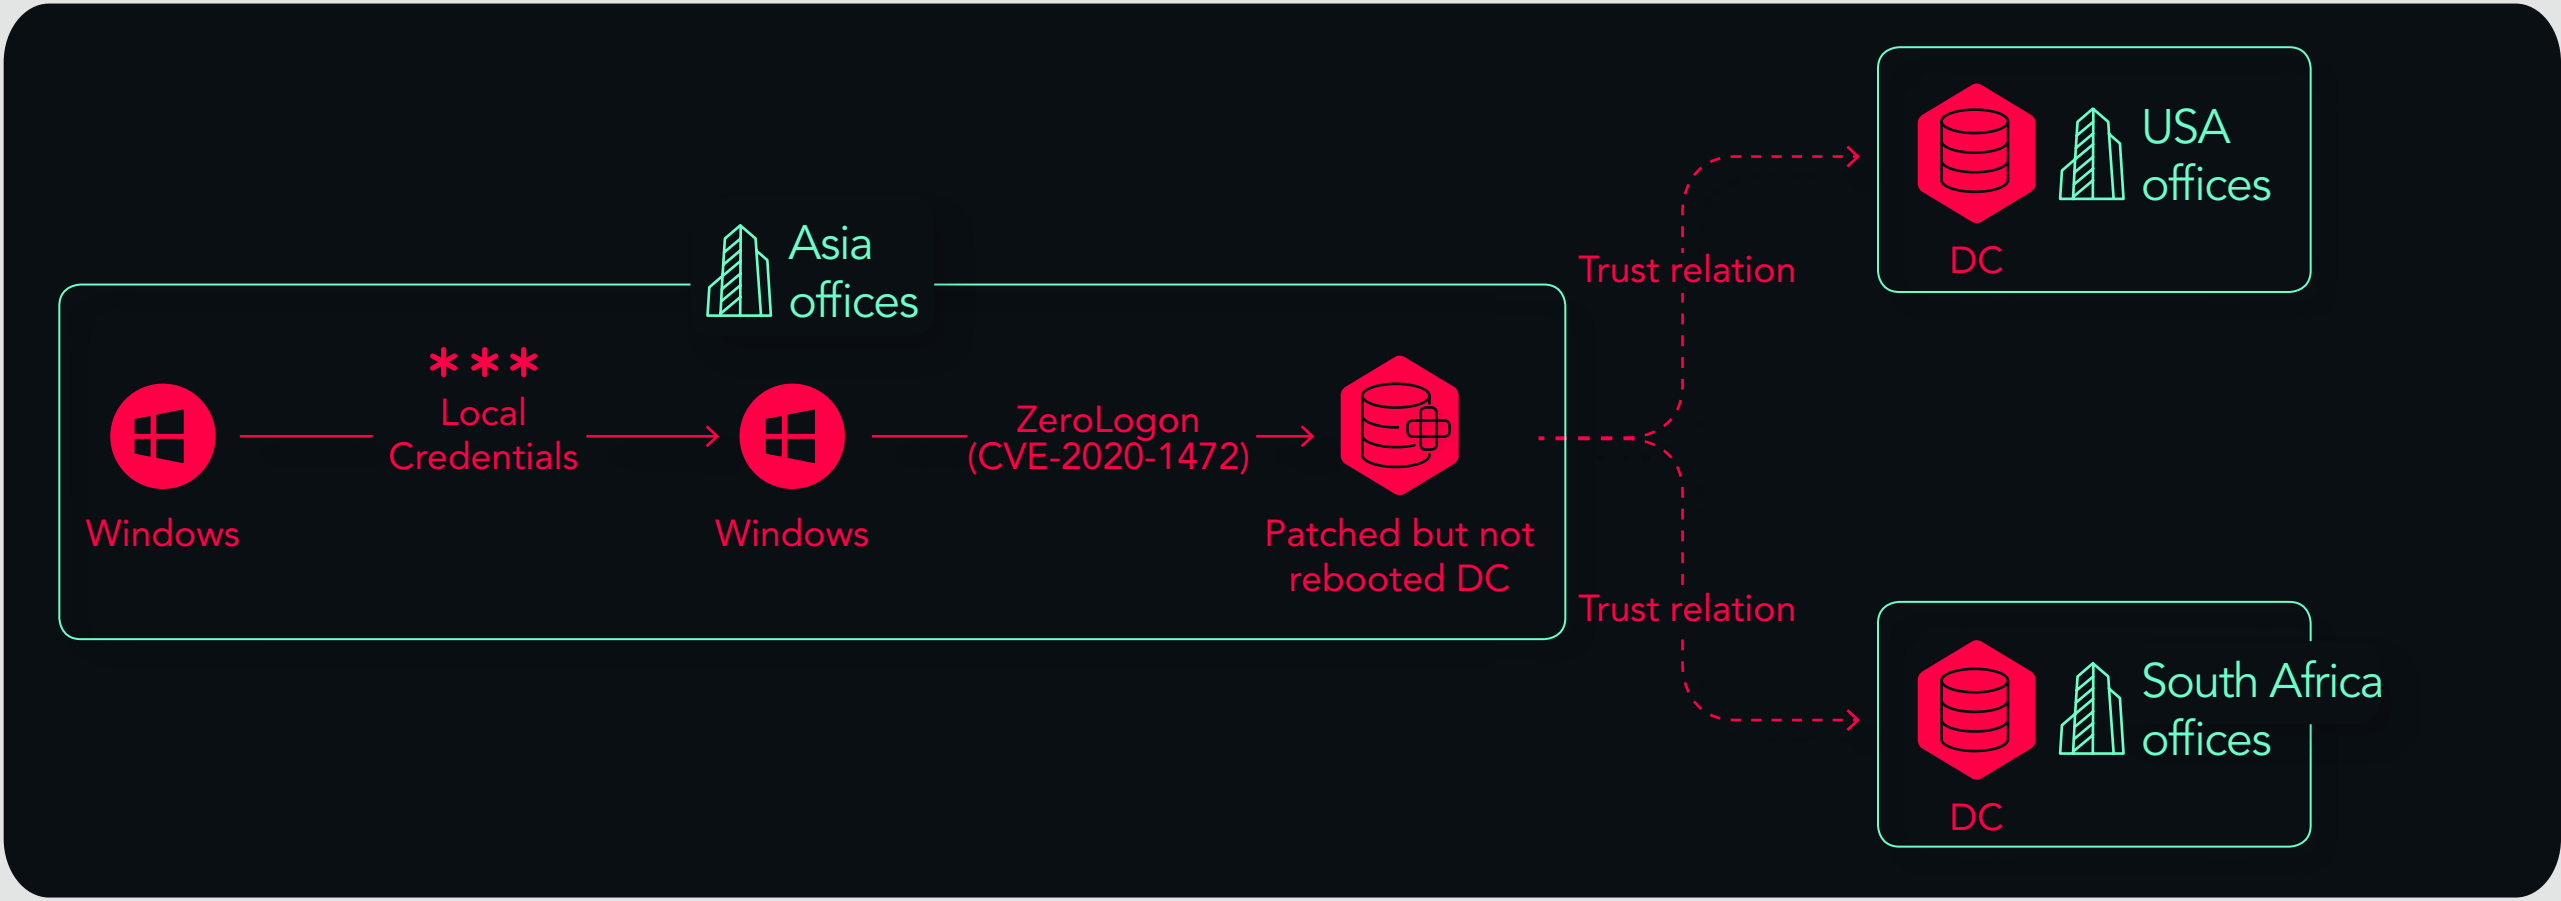 Asia
offices
***
Local
Credentials
Windows
Windows
ZeroLogon
(CVE-2020-1472)
Patched but not
rebooted DC
Trust relation
Trust relation
USA
offices
DC
South Africa
offices
DC